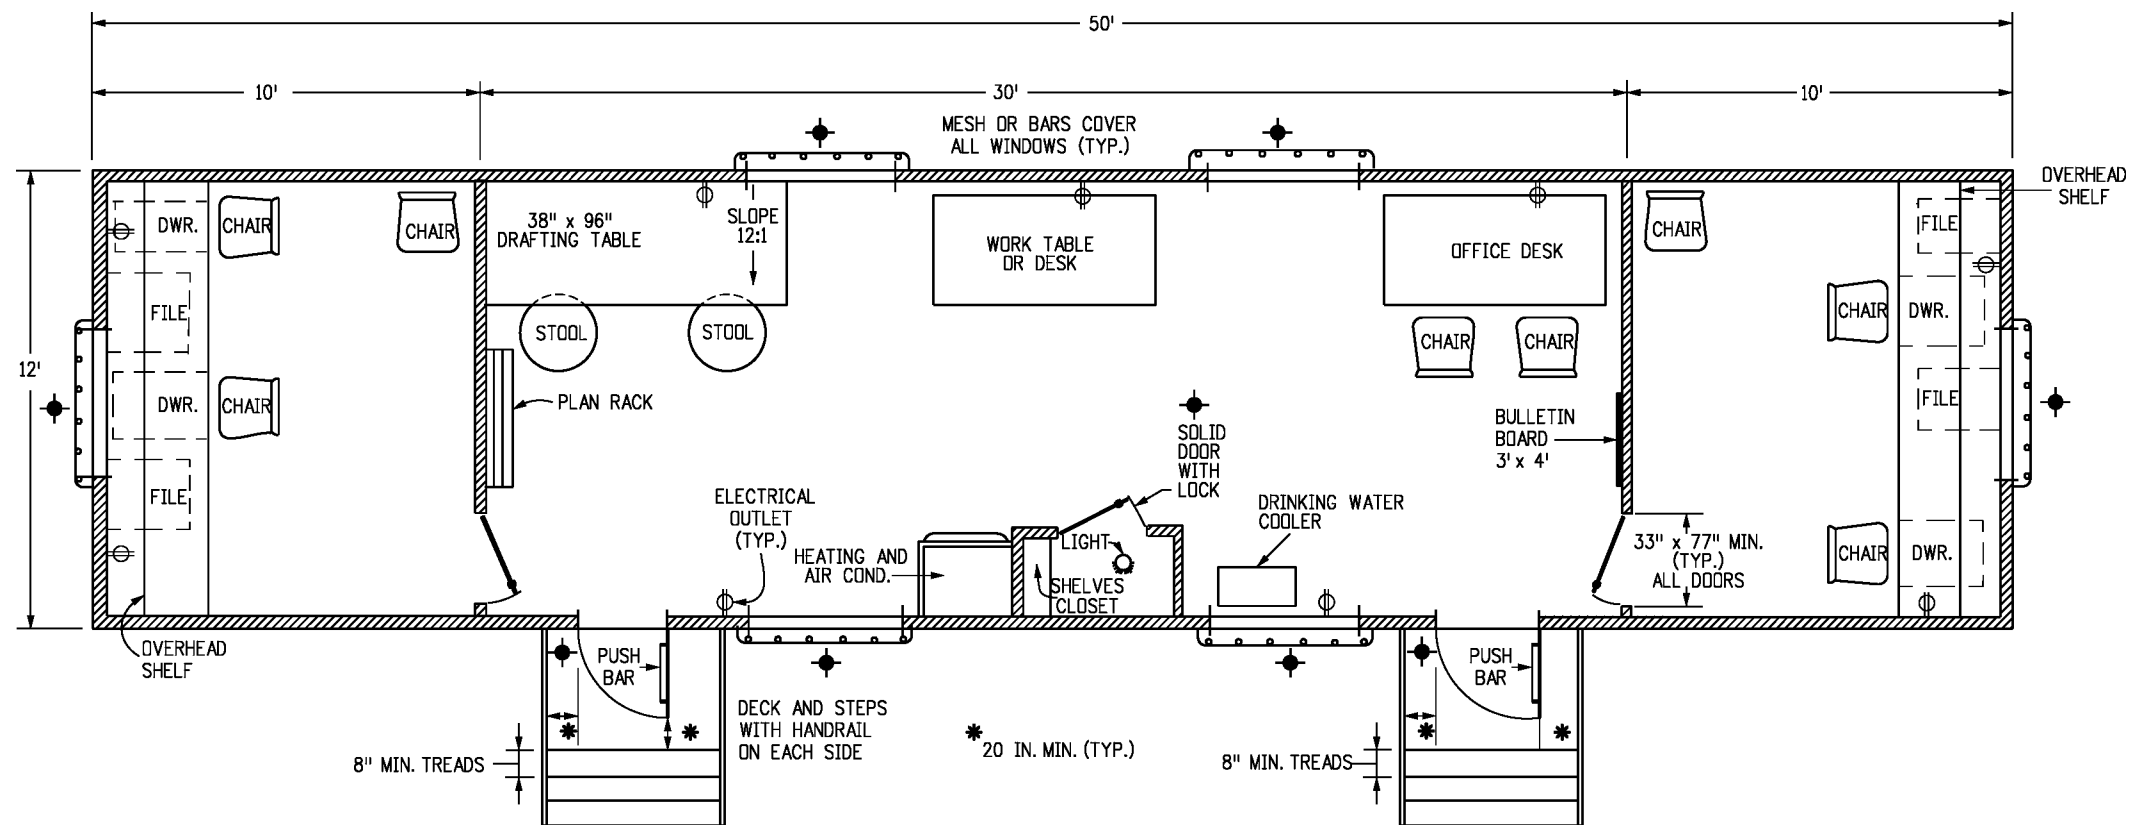 50'
10'
30'
10'
MESH OR BARS COVER
ALL WINDOWS (TYP.)
OVERHEAD
SHELF
12'
DWR.
CHAIR
CHAIR
FILE
DWR.
CHAIR
FILE
38" x 96"
DRAFTING TABLE
SLOPE
12:1
STOOL
STOOL
PLAN RACK
WORK TABLE
OR DESK
OFFICE DESK
CHAIR
CHAIR
CHAIR
FILE
CHAIR
DWR.
FILE
CHAIR
DWR.
BULLETIN
BOARD
3' x 4'
SOLID
DOOR
WITH
LOCK
ELECTRICAL
OUTLET
(TYP.)
HEATING AND
AIR COND.
LIGHT
SHELVES
CLOSET
DRINKING WATER
COOLER
33" x 77" MIN.
(TYP.)
ALL DOORS
OVERHEAD
SHELF
PUSH
BAR
PUSH
BAR
DECK AND STEPS
WITH HANDRAIL
ON EACH SIDE
* 20 IN. MIN. (TYP.)
8" MIN. TREADS
8" MIN. TREADS